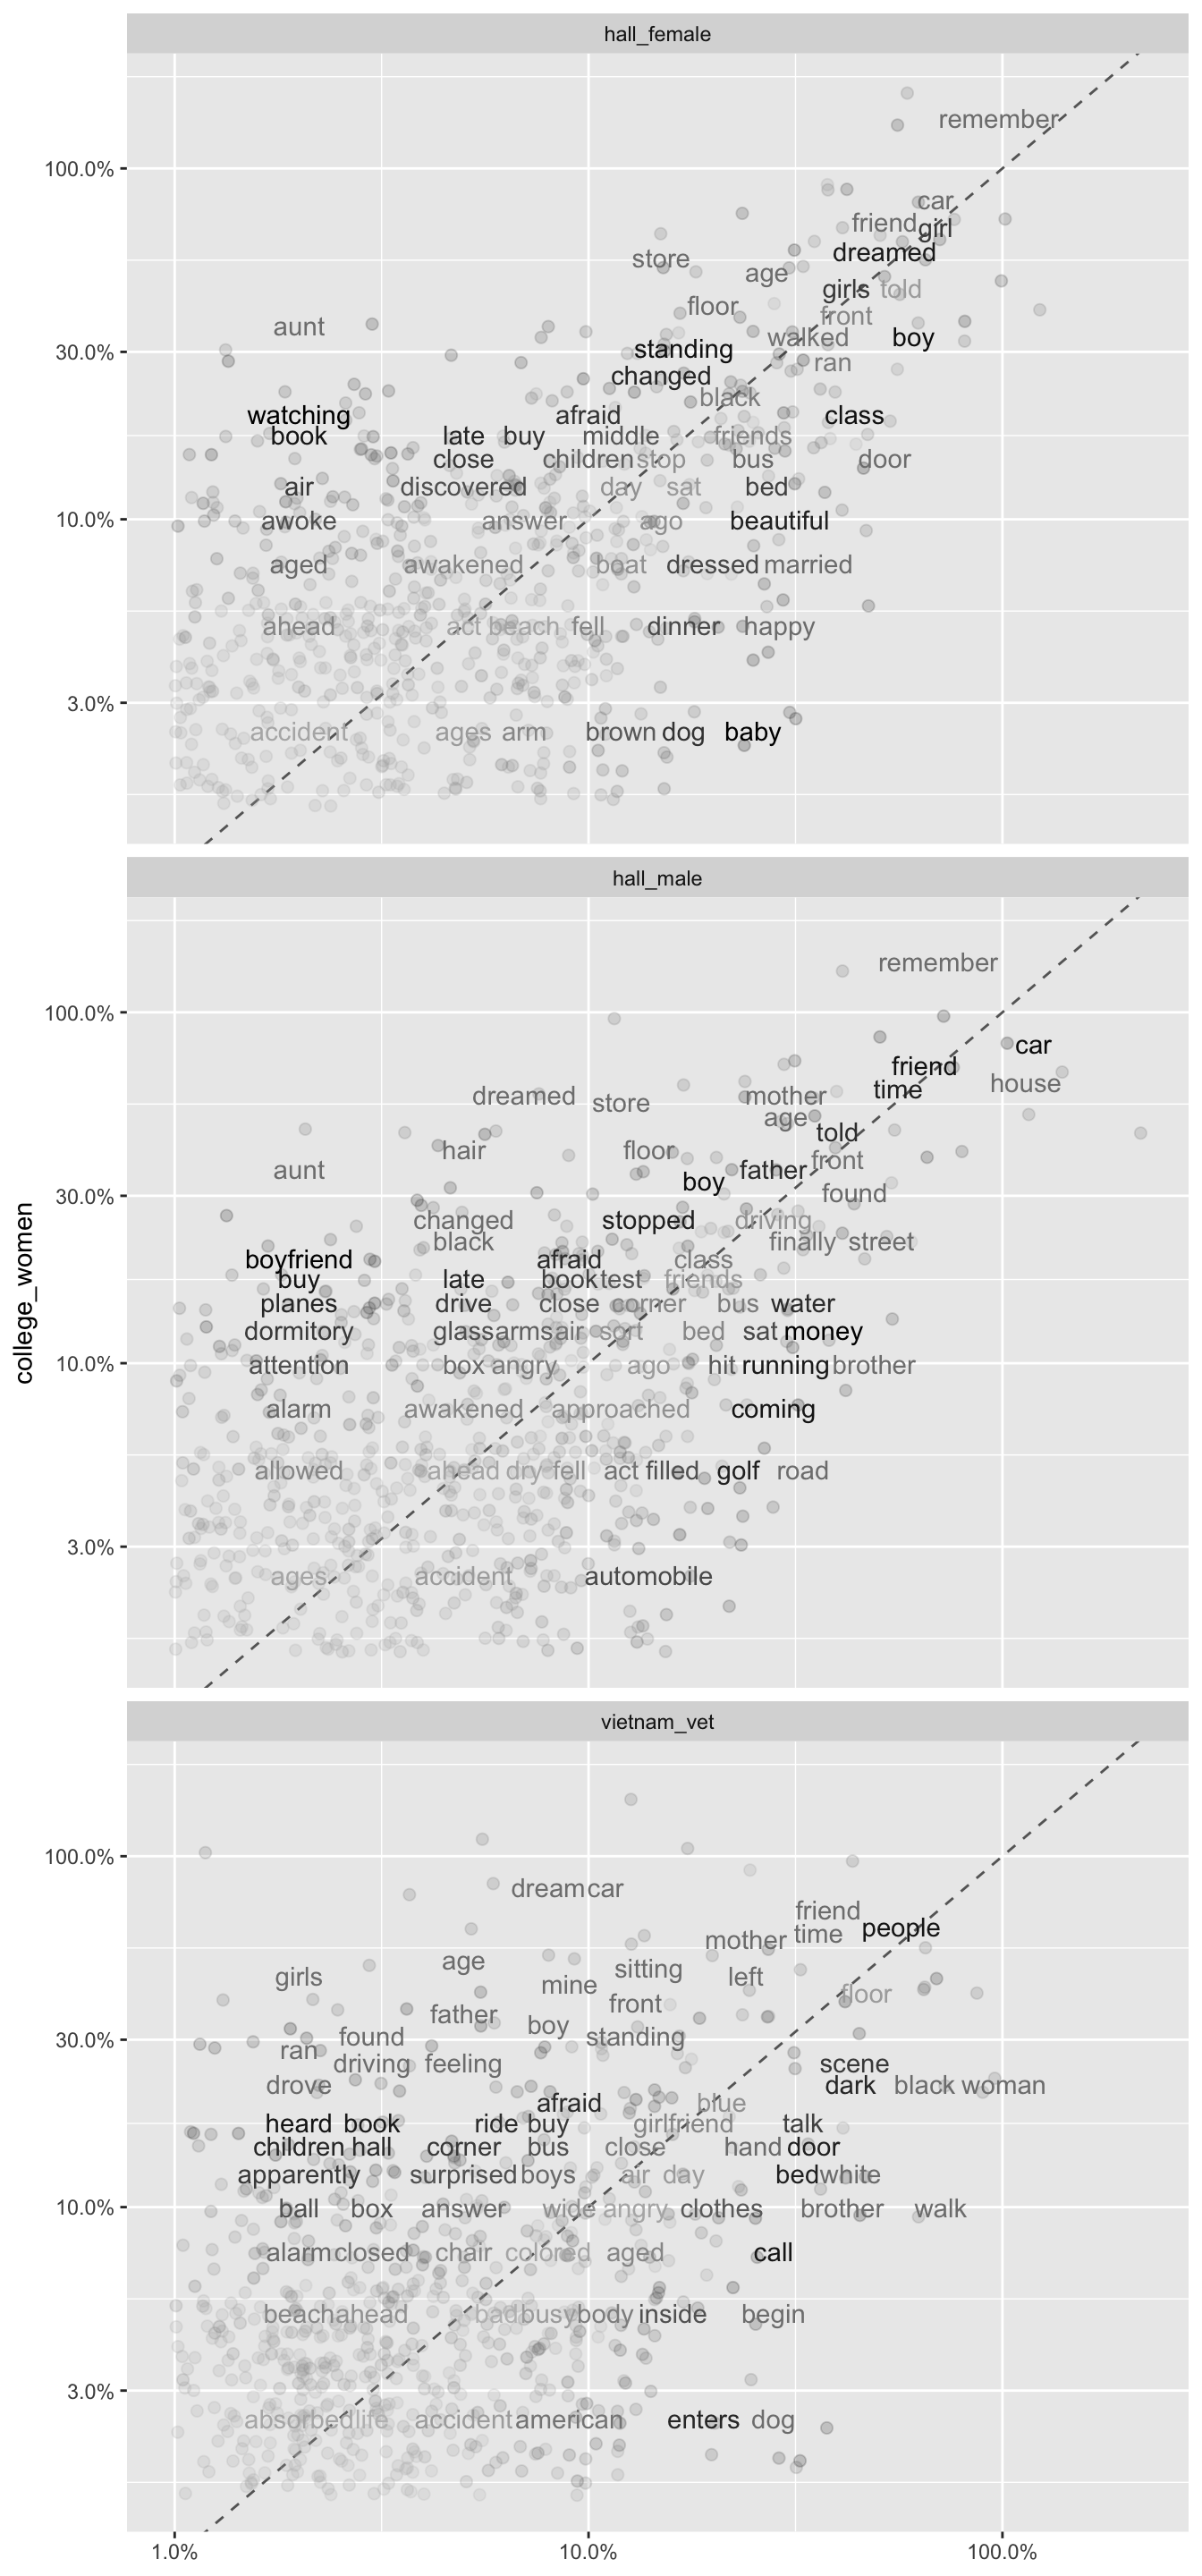 hall_female
remember
100.0%
car
friend girl
dreamed
store
age
girls told
floor
front
aunt
walked boy
30.0%
standing
ran
changed
black
watching afraid class
book late buy middle friends
close children stop bus door
air discovered day sat bed
10.0%
awoke answer ago beautiful
aged awakened boat dressed married
ahead act beach fell dinner happy
3.0%
accident ages arm brown dog baby
hall_male
remember
100.0%
car
friend
house
time
dreamed store mother
age
told
hair floor front
aunt father
boy
30.0%
found
changed stopped driving
black finally street
boyfriend afraid class
buy late book test friends
planes drive close corner bus water
dormitory glass arms air sort bed sat money
10.0%
attention box angry ago hit running brother
alarm awakened approached coming
allowed ahead dry fell act filled golf road
3.0%
ages accident automobile
college_women
vietnam_vet
100.0%
dream car
friend
people
time
mother
age sitting
girls mine left
front floor
father boy
30.0%
found standing
ran
driving feeling scene
drove dark black woman
afraid blue
heard book ride buy girlfriend talk
children hall corner bus close hand door
apparently surprised boys air day bed white
10.0%
ball box answer wide angry clothes brother walk
alarm closed chair colored aged call
beach ahead bad busy body inside begin
3.0%
absorbed life accident american enters dog
1.0% 10.0% 100.0%